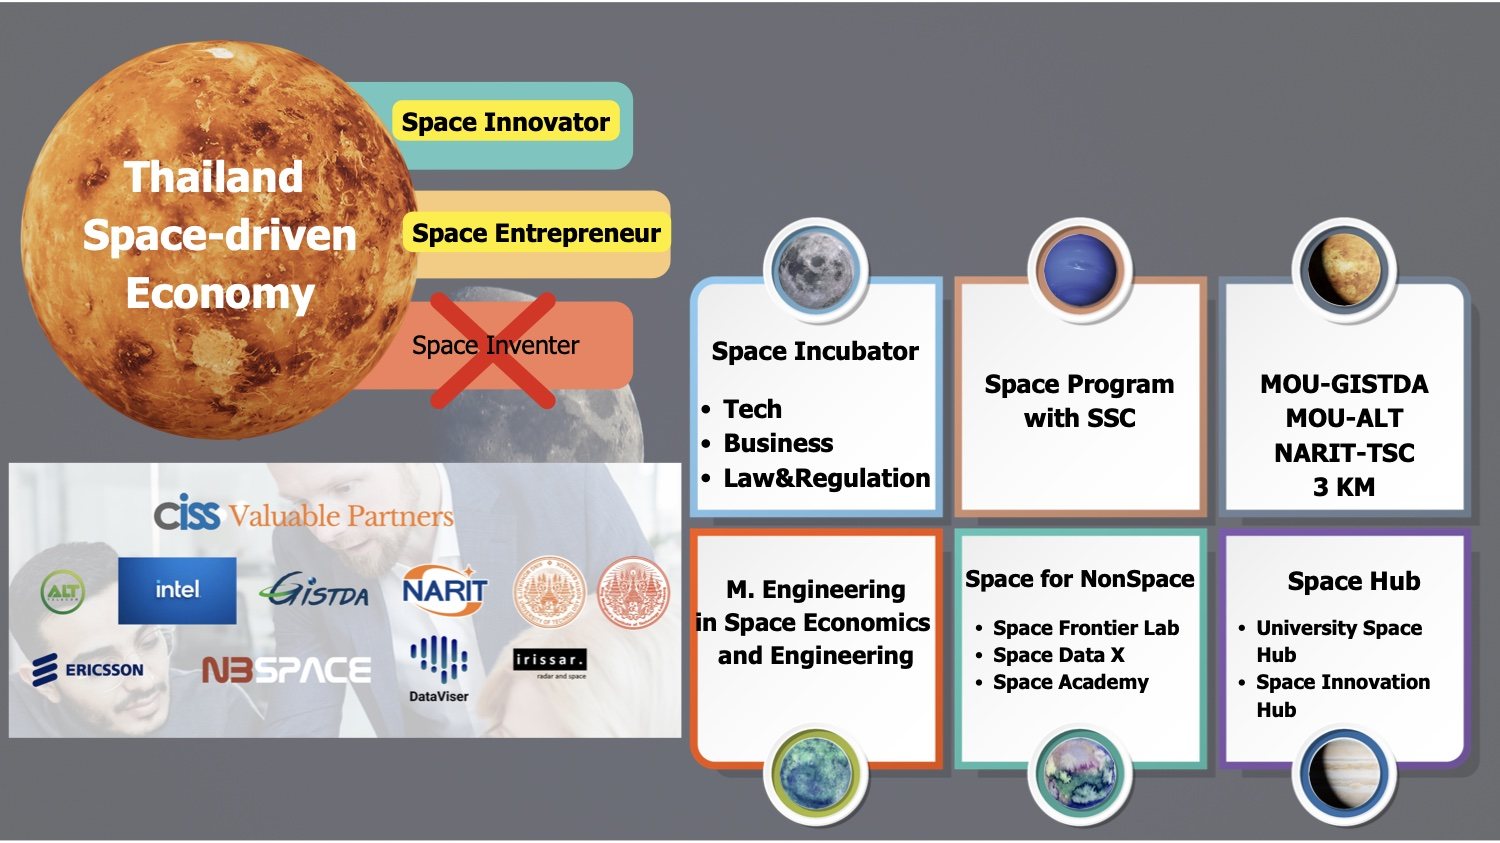 Thailand
Space-driven
Economy
Space Innovator
Space Entrepreneur
Space Inventer
ciss Valuable Partners
ALT
intel
GISTDA
NARIT
ERICSSON
NBSPACE
DataViser
irissar.
radar and space
Space Incubator
• Tech
• Business
• Law&Regulation
Space Program
with SSC
MOU-GISTDA
MOU-ALT
NARIT-TSC
3 KM
M. Engineering
in Space Economics
and Engineering
Space for NonSpace
• Space Frontier Lab
• Space Data X
• Space Academy
Space Hub
• University Space
Hub
• Space Innovation
Hub